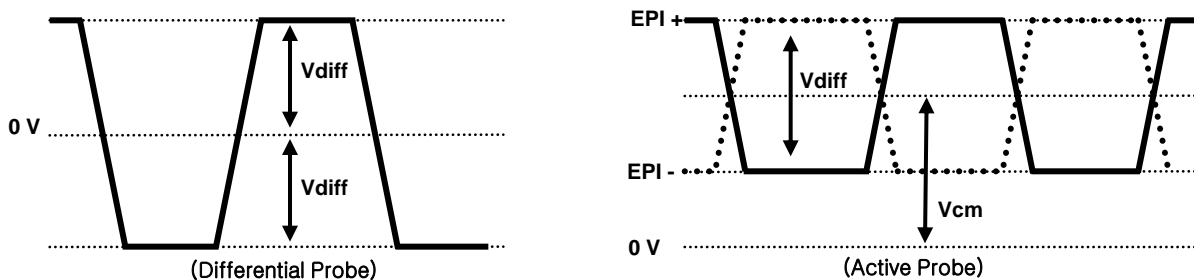 Vdiff
0 V
Vdiff
(Differential Probe)
EPI +
Vdiff
EPI -
Vcm
0 V
(Active Probe)